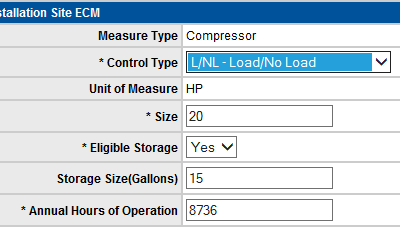 stallation Site ECM
Measure Type Compressor
* Control Type L/NL - Load/No Load
Unit of Measure HP
* Size 20
* Eligible Storage Yes
Storage Size(Gallons) 15
* Annual Hours of Operation 8736